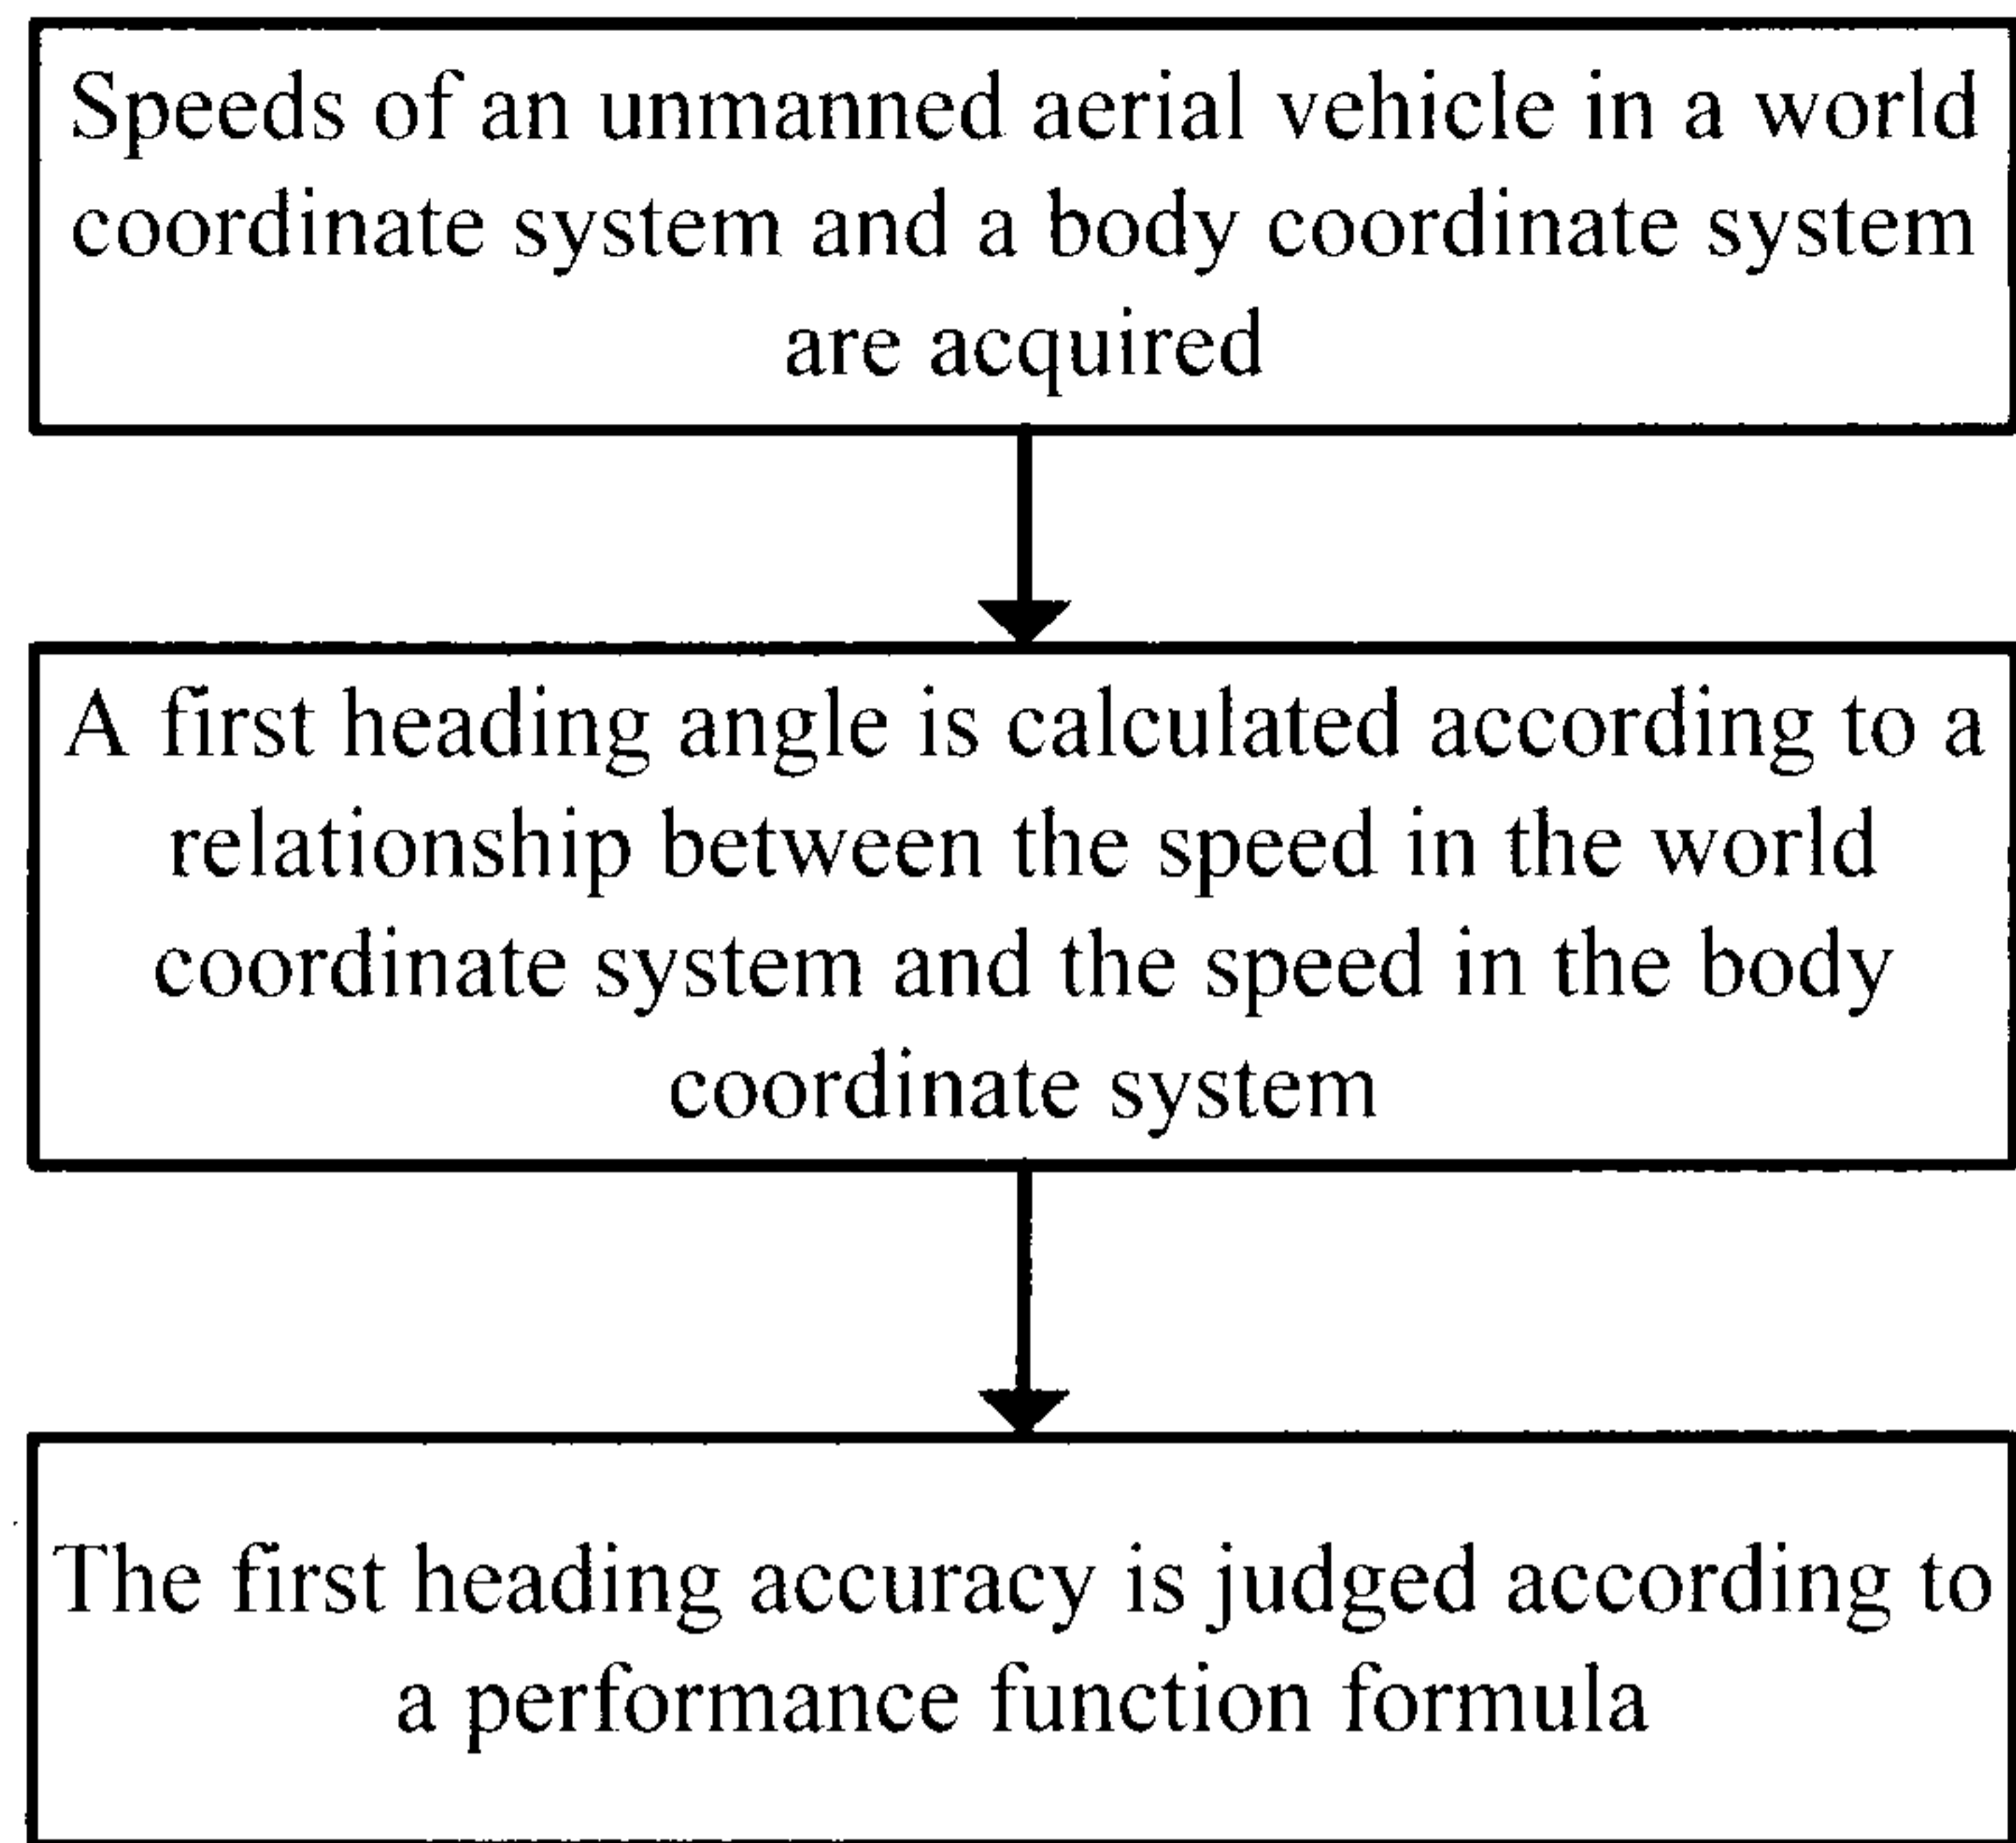 Speeds of an unmanned aerial vehicle in a world
coordinate system and a body coordinate system
are acquired
A first heading angle is calculated according to a
relationship between the speed in the world
coordinate system and the speed in the body
coordinate system
The first heading accuracy is judged according to
a performance function formula